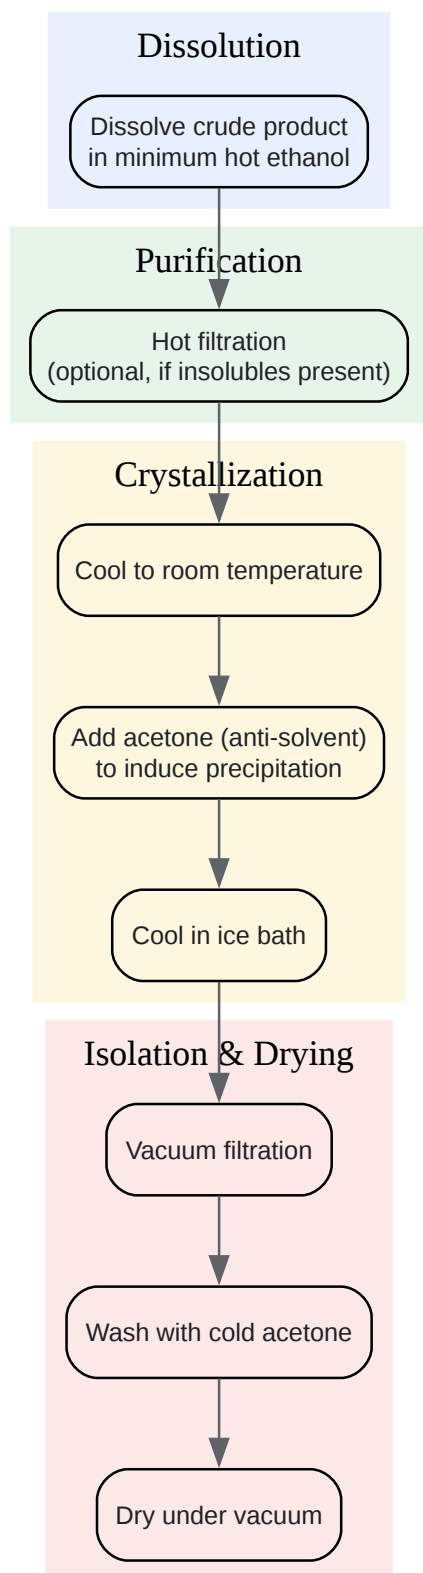 Dissolution
Dissolve crude product
in minimum hot ethanol
Purification
Hot filtration
(optional, if insolubles present)
Crystallization
Cool to room temperature
Add acetone (anti-solvent)
to induce precipitation
Cool in ice bath
Isolation & Drying
Vacuum filtration
Wash with cold acetone
Dry under vacuum